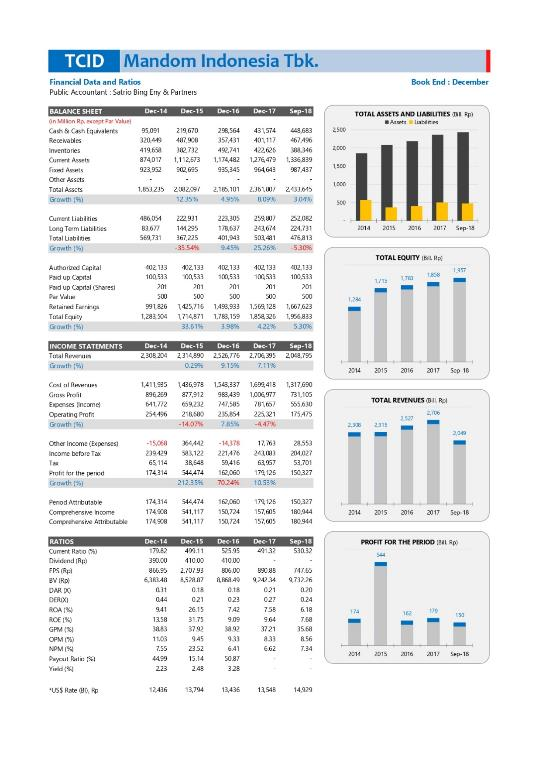 TCID Mandom Indonesia Tbk.
Financial Data and Ratios Book End : December
Public Accountant : Satrio Bing Eny & Partners
BALANCE SHEET Dec-14 Dec-15 Dec-16 Dec-17 Sep-18
(in Million Rp, except Par Value)
Cash & Cash Equivalents 95,091 219,670 298,564 431,574 448,683
Receivables 320,449 487,908 357,431 401,117 467,496
Inventories 419,658 382,732 492,741 422,626 388,346
Current Assets 874,017 1,112,673 1,174,482 1,276,479 1,336,839
Fixed Assets 923,952 902,695 935,345 964,643 987,437
Other Assets - - - - -
Total Assets 1,853,235 2,082,097 2,185,101 2,361,807 2,433,645
Growth (%) 12.35% 4.95% 8.09% 3.04%
Current Liabilities 486,054 222,931 223,305 259,807 252,082
Long Term Liabilities 83,677 144,295 178,637 243,674 224,731
Total Liabilities 569,731 367,225 401,943 503,481 476,813
Growth (%) -35.54% 9.45% 25.26% -5.30%
Authorized Capital 402,133 402,133 402,133 402,133 402,133
Paid up Capital 100,533 100,533 100,533 100,533 100,533
Paid up Capital (Shares) 201 201 201 201 201
Par Value 500 500 500 500 500
Retained Earnings 991,826 1,425,716 1,493,933 1,569,128 1,667,623
Total Equity 1,283,504 1,714,871 1,783,159 1,858,326 1,956,833
Growth (%) 33.61% 3.98% 4.22% 5.30%
INCOME STATEMENTS Dec-14 Dec-15 Dec-16 Dec-17 Sep-18
Total Revenues 2,308,204 2,314,890 2,526,776 2,706,395 2,048,795
Growth (%) 0.29% 9.15% 7.11%
Cost of Revenues 1,411,935 1,436,978 1,543,337 1,699,418 1,317,690
Gross Profit 896,269 877,912 983,439 1,006,977 731,105
Expenses (Income) 641,772 659,232 747,585 781,657 555,630
Operating Profit 254,496 218,680 235,854 225,321 175,475
Growth (%) -14.07% 7.85% -4.47%
Other Income (Expenses) -15,068 364,442 -14,378 17,763 28,553
Income before Tax 239,429 583,122 221,476 243,083 204,027
Tax 65,114 38,648 59,416 63,957 53,701
Profit for the period 174,314 544,474 162,060 179,126 150,327
Growth (%) 212.35% 70.24% 10.53%
Period Attributable 174,314 544,474 162,060 179,126 150,327
Comprehensive Income 174,908 541,117 150,724 157,605 180,944
Comprehensive Attributable 174,908 541,117 150,724 157,605 180,944
RATIOS Dec-14 Dec-15 Dec-16 Dec-17 Sep-18
Current Ratio (%) 179.82 499.11 525.95 491.32 530.32
Dividend (Rp) 390.00 410.00 410.00 - -
EPS (Rp) 866.95 2,707.93 806.00 890.88 747.65
BV (Rp) 6,383.48 8,528.87 8,868.49 9,242.34 9,732.26
DAR (X) 0.31 0.18 0.18 0.21 0.20
DER(X) 0.44 0.21 0.23 0.27 0.24
ROA (%) 9.41 26.15 7.42 7.58 6.18
ROE (%) 13.58 31.75 9.09 9.64 7.68
GPM (%) 38.83 37.92 38.92 37.21 35.68
OPM (%) 11.03 9.45 9.33 8.33 8.56
NPM (%) 7.55 23.52 6.41 6.62 7.34
Payout Ratio (%) 44.99 15.14 50.87 - -
Yield (%) 2.23 2.48 3.28 - -
*US$ Rate (BI), Rp 12,436 13,794 13,436 13,548 14,929
TOTAL ASSETS AND LIABILITIES (Bill. Rp)
Assets Liabilities
2,500
2,000
1,500
1,000
500
-
2014 2015 2016 2017 Sep-18
TOTAL EQUITY (Bill. Rp)
1,284 1,715 1,783 1,858 1,957
2014 2015 2016 2017 Sep-18
TOTAL REVENUES (Bill. Rp)
2,308 2,315 2,527 2,706 2,049
2014 2015 2016 2017 Sep-18
PROFIT FOR THE PERIOD (Bill. Rp)
174 544 162 179 150
2014 2015 2016 2017 Sep-18